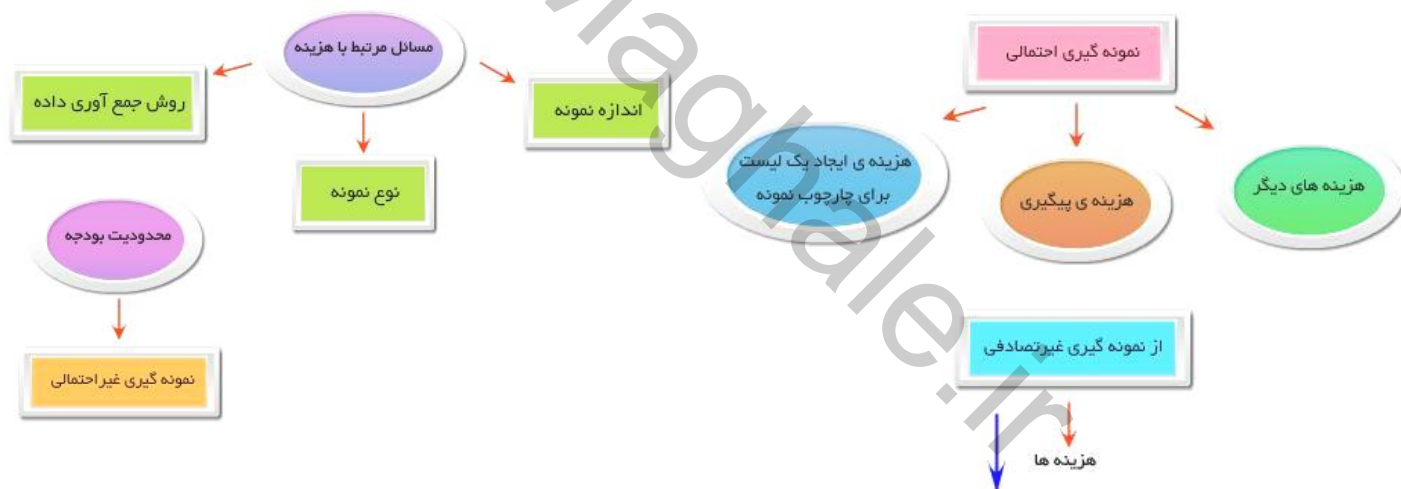 نمونه گیری احتمالی
هزینه های دیگر
هزینه ی پیگیری
هزینه ی ایجاد یک لیست
برای چارچوب نمونه
از نمونه گیری غیرتصادفی
هزینه ها
مسائل مرتبط با هزینه
اندازه نمونه
نوع نمونه
روش جمع آوری داده
محدودیت بودجه
نمونه گیری غیراحتمالی
Maghale.ir